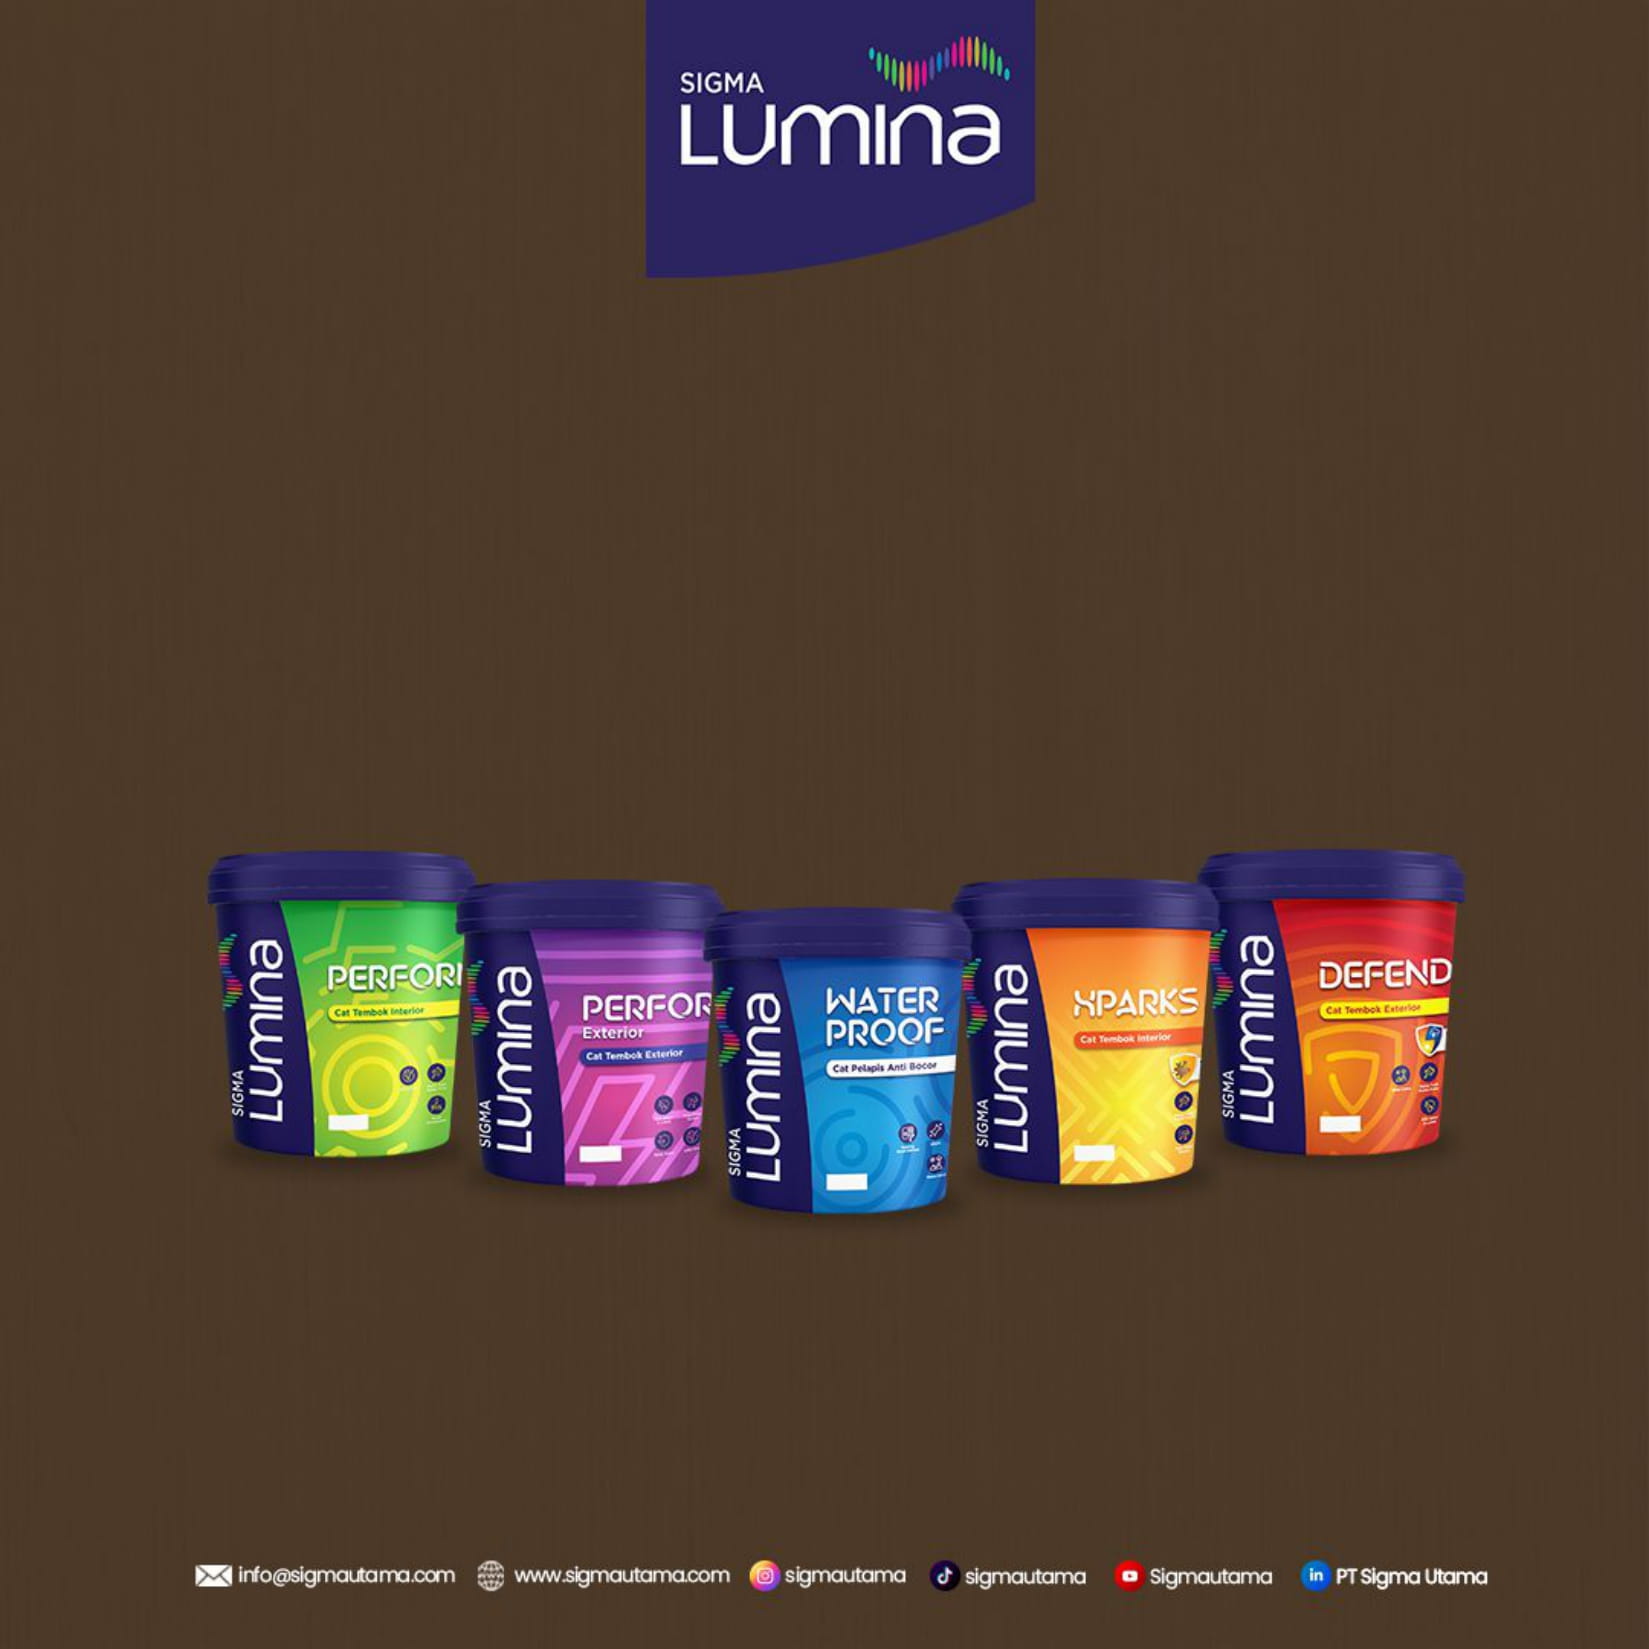 SIGMA
Lumina
SIGMA
Lumina
PERFOR
Cat Tembok Interior
SIGMA
Lumina
PERFOR
Exterior
Cat Tembok Exterior
SIGMA
Lumina
WATER
PROOF
Cat Pelapis Anti Bocor
SIGMA
Lumina
XPARKS
Cat Tembok Interior
SIGMA
Lumina
DEFEND
Cat Tembok Exterior
info@sigmautama.com www.sigmautama.com sigmautama sigmautama Sigmautama in PT Sigma Utama